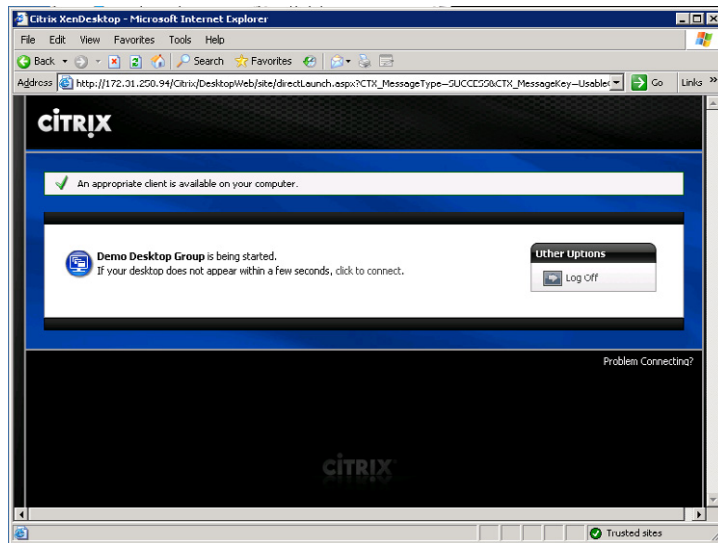 Citrix XenDesktop - Microsoft Internet Explorer
File Edit View Favorites Tools Help
Back Search Favorites
Address http://172.31.250.94/Citrix/DesktopWeb/site/directLaunch.aspx?CTX_MessageType=SUCCESS&CTX_MessageKey=Usable Go Links »
CITRIX
An appropriate client is available on your computer.
Demo Desktop Group is being started.
If your desktop does not appear within a few seconds, click to connect.
Other Options
Log Off
Problem Connecting?
CITRIX
Trusted sites